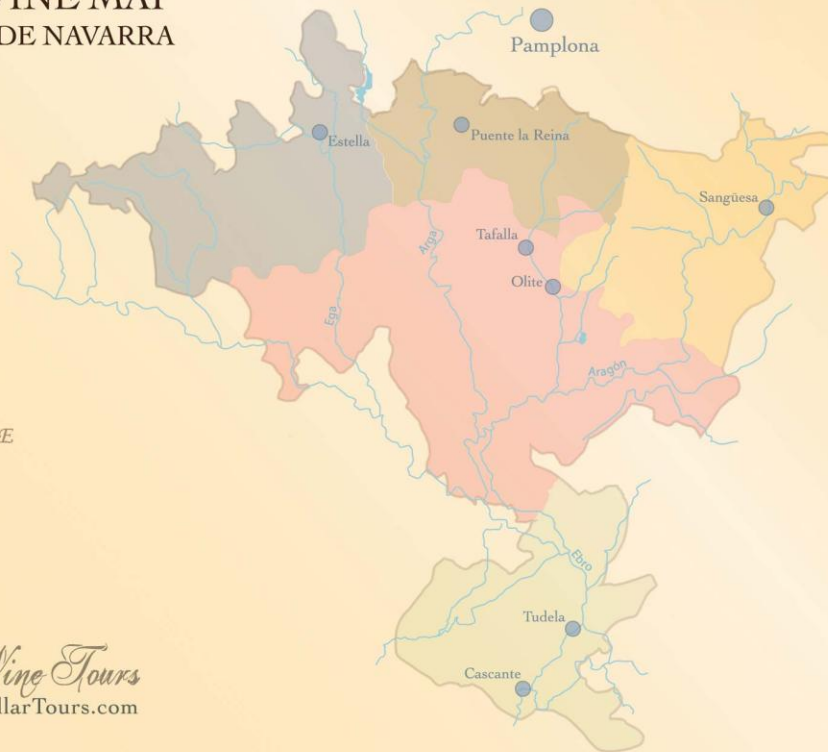 DE NAVARRA
Pamplona
Estella
Puente la Reina
Sangüesa
Tafalla
Olite
Arga
Ega
Aragón
Ebro
Tudela
Cascante
Wine Tours
llarTours.com